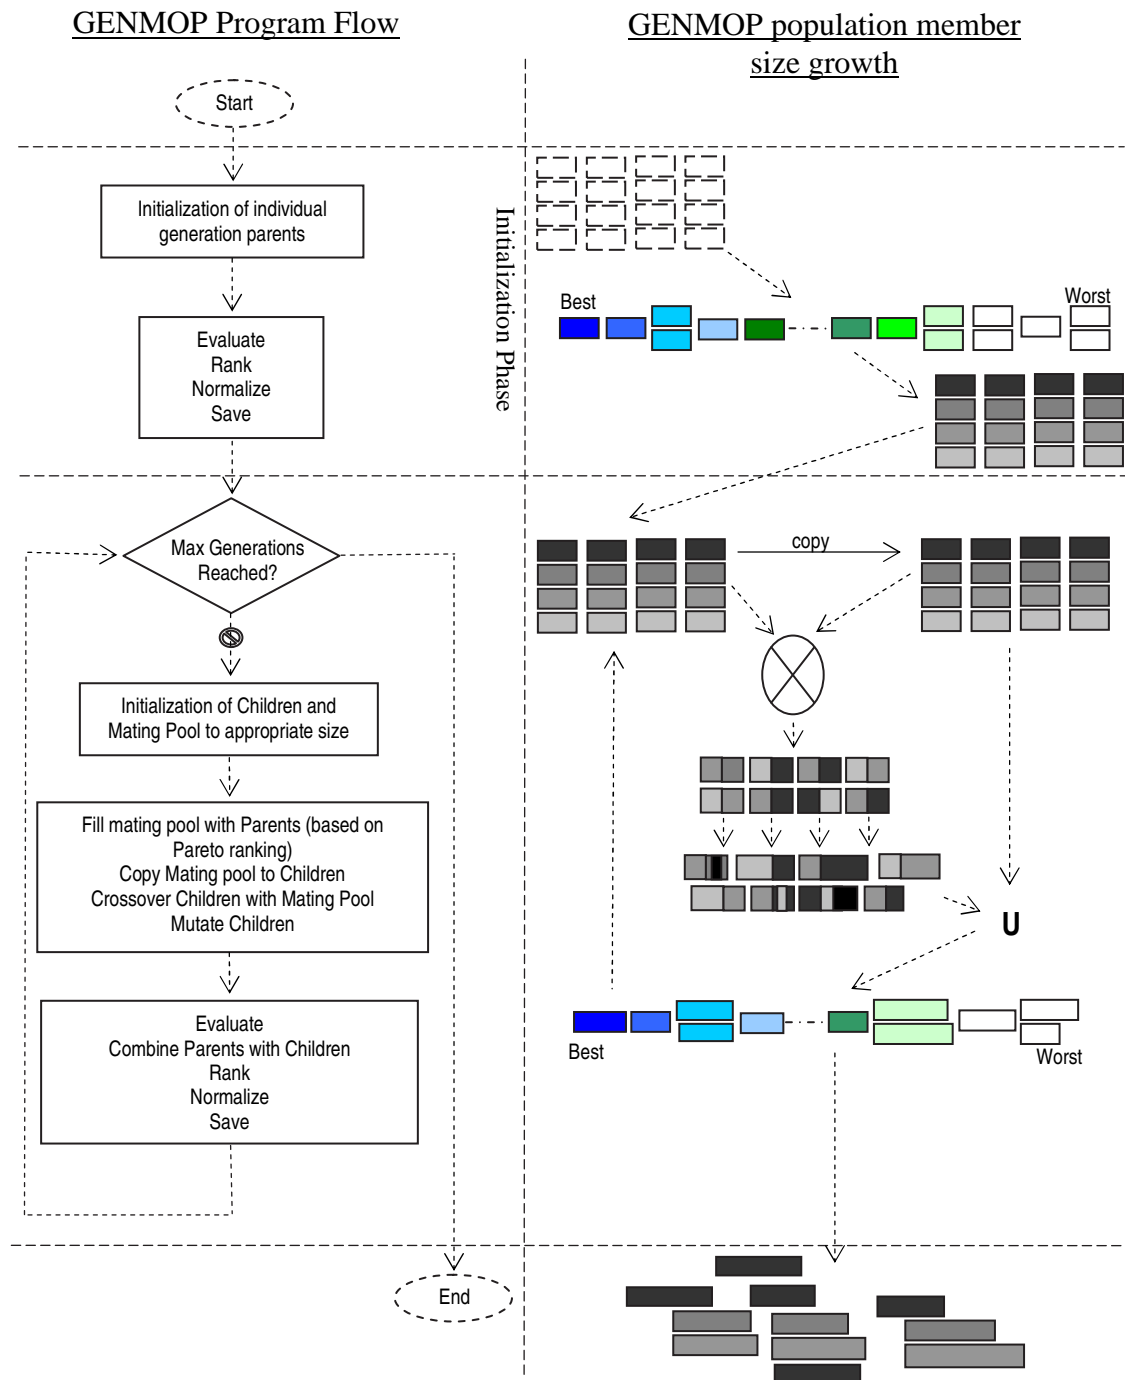 GENMOP Program Flow
GENMOP population member
size growth
Start
Initialization of individual
generation parents
Evaluate
Rank
Normalize
Save
Initialization Phase
Best
Worst
Max Generations
Reached?
copy
Initialization of Children and
Mating Pool to appropriate size
Fill mating pool with Parents (based on
Pareto ranking)
Copy Mating pool to Children
Crossover Children with Mating Pool
Mutate Children
U
Evaluate
Combine Parents with Children
Rank
Normalize
Save
Best
Worst
End